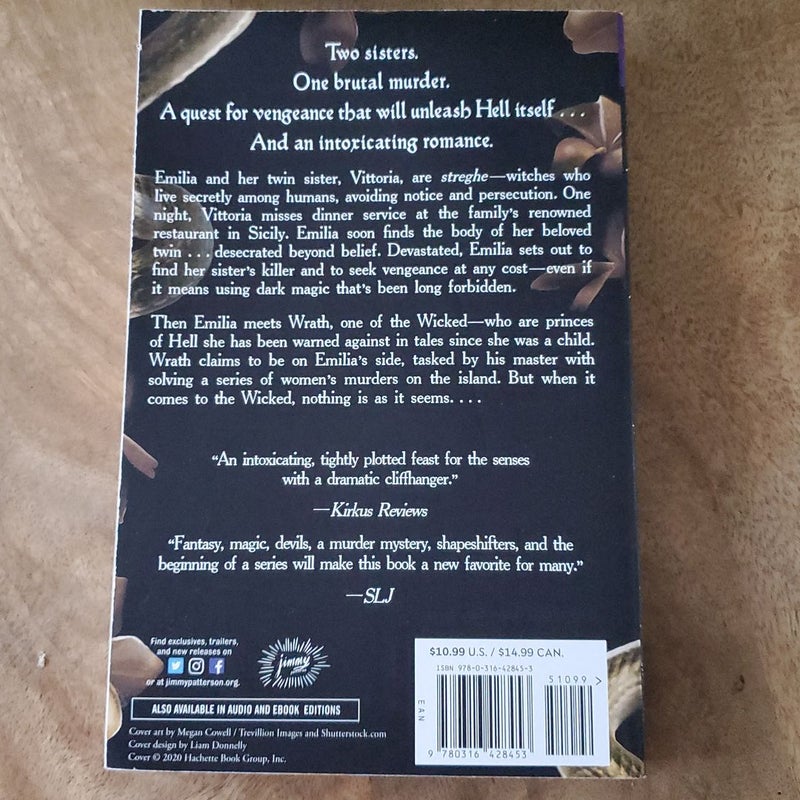 Two sisters.
One brutal murder.
A quest for vengeance that will unleash Hell itself . . .
And an intoxicating romance.
Emilia and her twin sister, Vittoria, are streghe—witches who
live secretly among humans, avoiding notice and persecution. One
night, Vittoria misses dinner service at the family's renowned
restaurant in Sicily. Emilia soon finds the body of her beloved
twin . . . desecrated beyond belief. Devastated, Emilia sets out to
find her sister's killer and to seek vengeance at any cost—even if
it means using dark magic that's been long forbidden.
Then Emilia meets Wrath, one of the Wicked—who are princes
of Hell she has been warned against in tales since she was a child.
Wrath claims to be on Emilia's side, tasked by his master with
solving a series of women's murders on the island. But when it
comes to the Wicked, nothing is as it seems. . . .
“An intoxicating, tightly plotted feast for the senses
with a dramatic cliffhanger.”
—Kirkus Reviews
“Fantasy, magic, devils, a murder mystery, shapeshifters, and the
beginning of a series will make this book a new favorite for many.”
—SLJ
Find exclusives, trailers,
and new releases on
or at jimmypatterson.org.
jimmy
ALSO AVAILABLE IN AUDIO AND EBOOK EDITIONS
Cover art by Megan Cowell / Trevillion Images and Shutterstock.com
Cover design by Liam Donnelly
Cover © 2020 Hachette Book Group, Inc.
$10.99 U.S. / $14.99 CAN.
ISBN 978-0-316-42845-3
51099 >
EAN
9 780316 428453